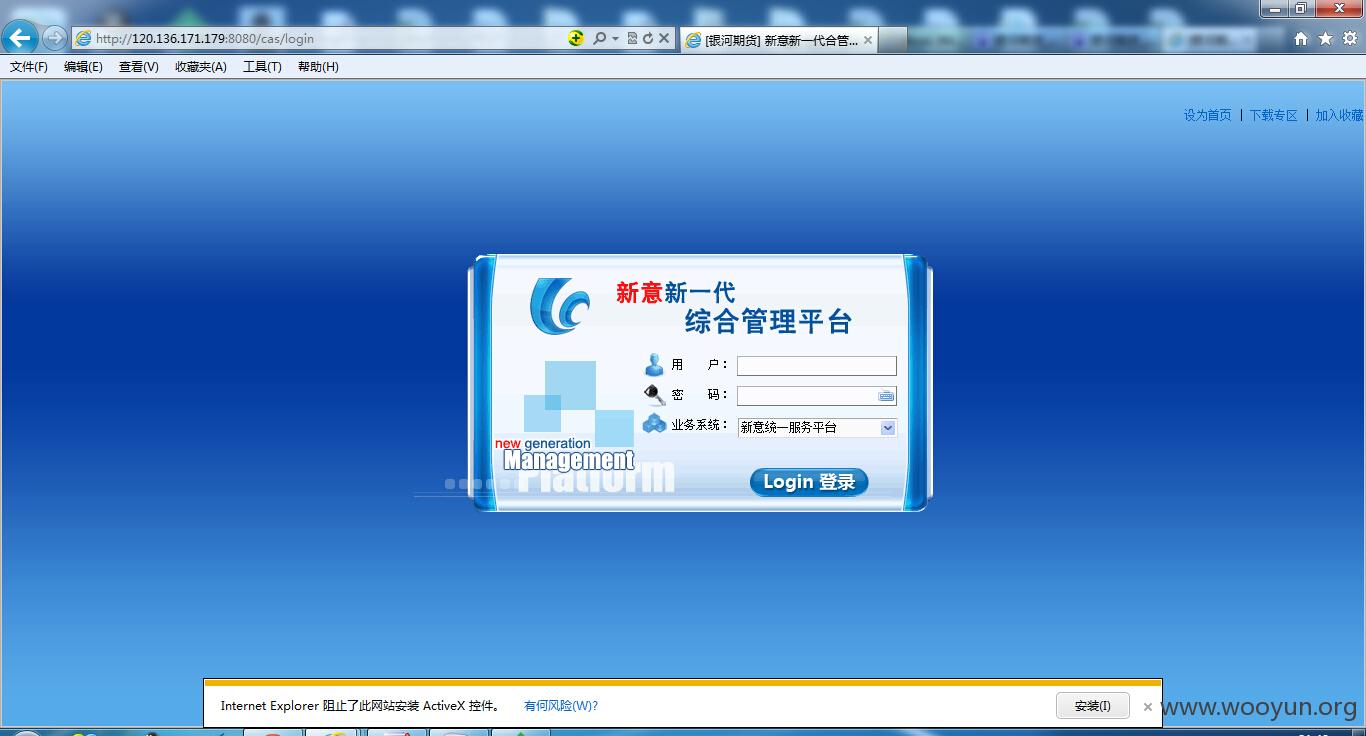 http://120.136.171.179:8080/cas/login
[银河期货] 新意新一代合管...
文件(F) 编辑(E) 查看(V) 收藏夹(A) 工具(T) 帮助(H)
设为首页 | 下载专区 | 加入收藏
新意新一代
综合管理平台
用 户：
密 码：
业务系统： 新意统一服务平台
new generation
Management
Platform
Login 登录
Internet Explorer 阻止了此网站安装 ActiveX 控件。 有何风险(W)? 安装(I)
www.wooyun.org